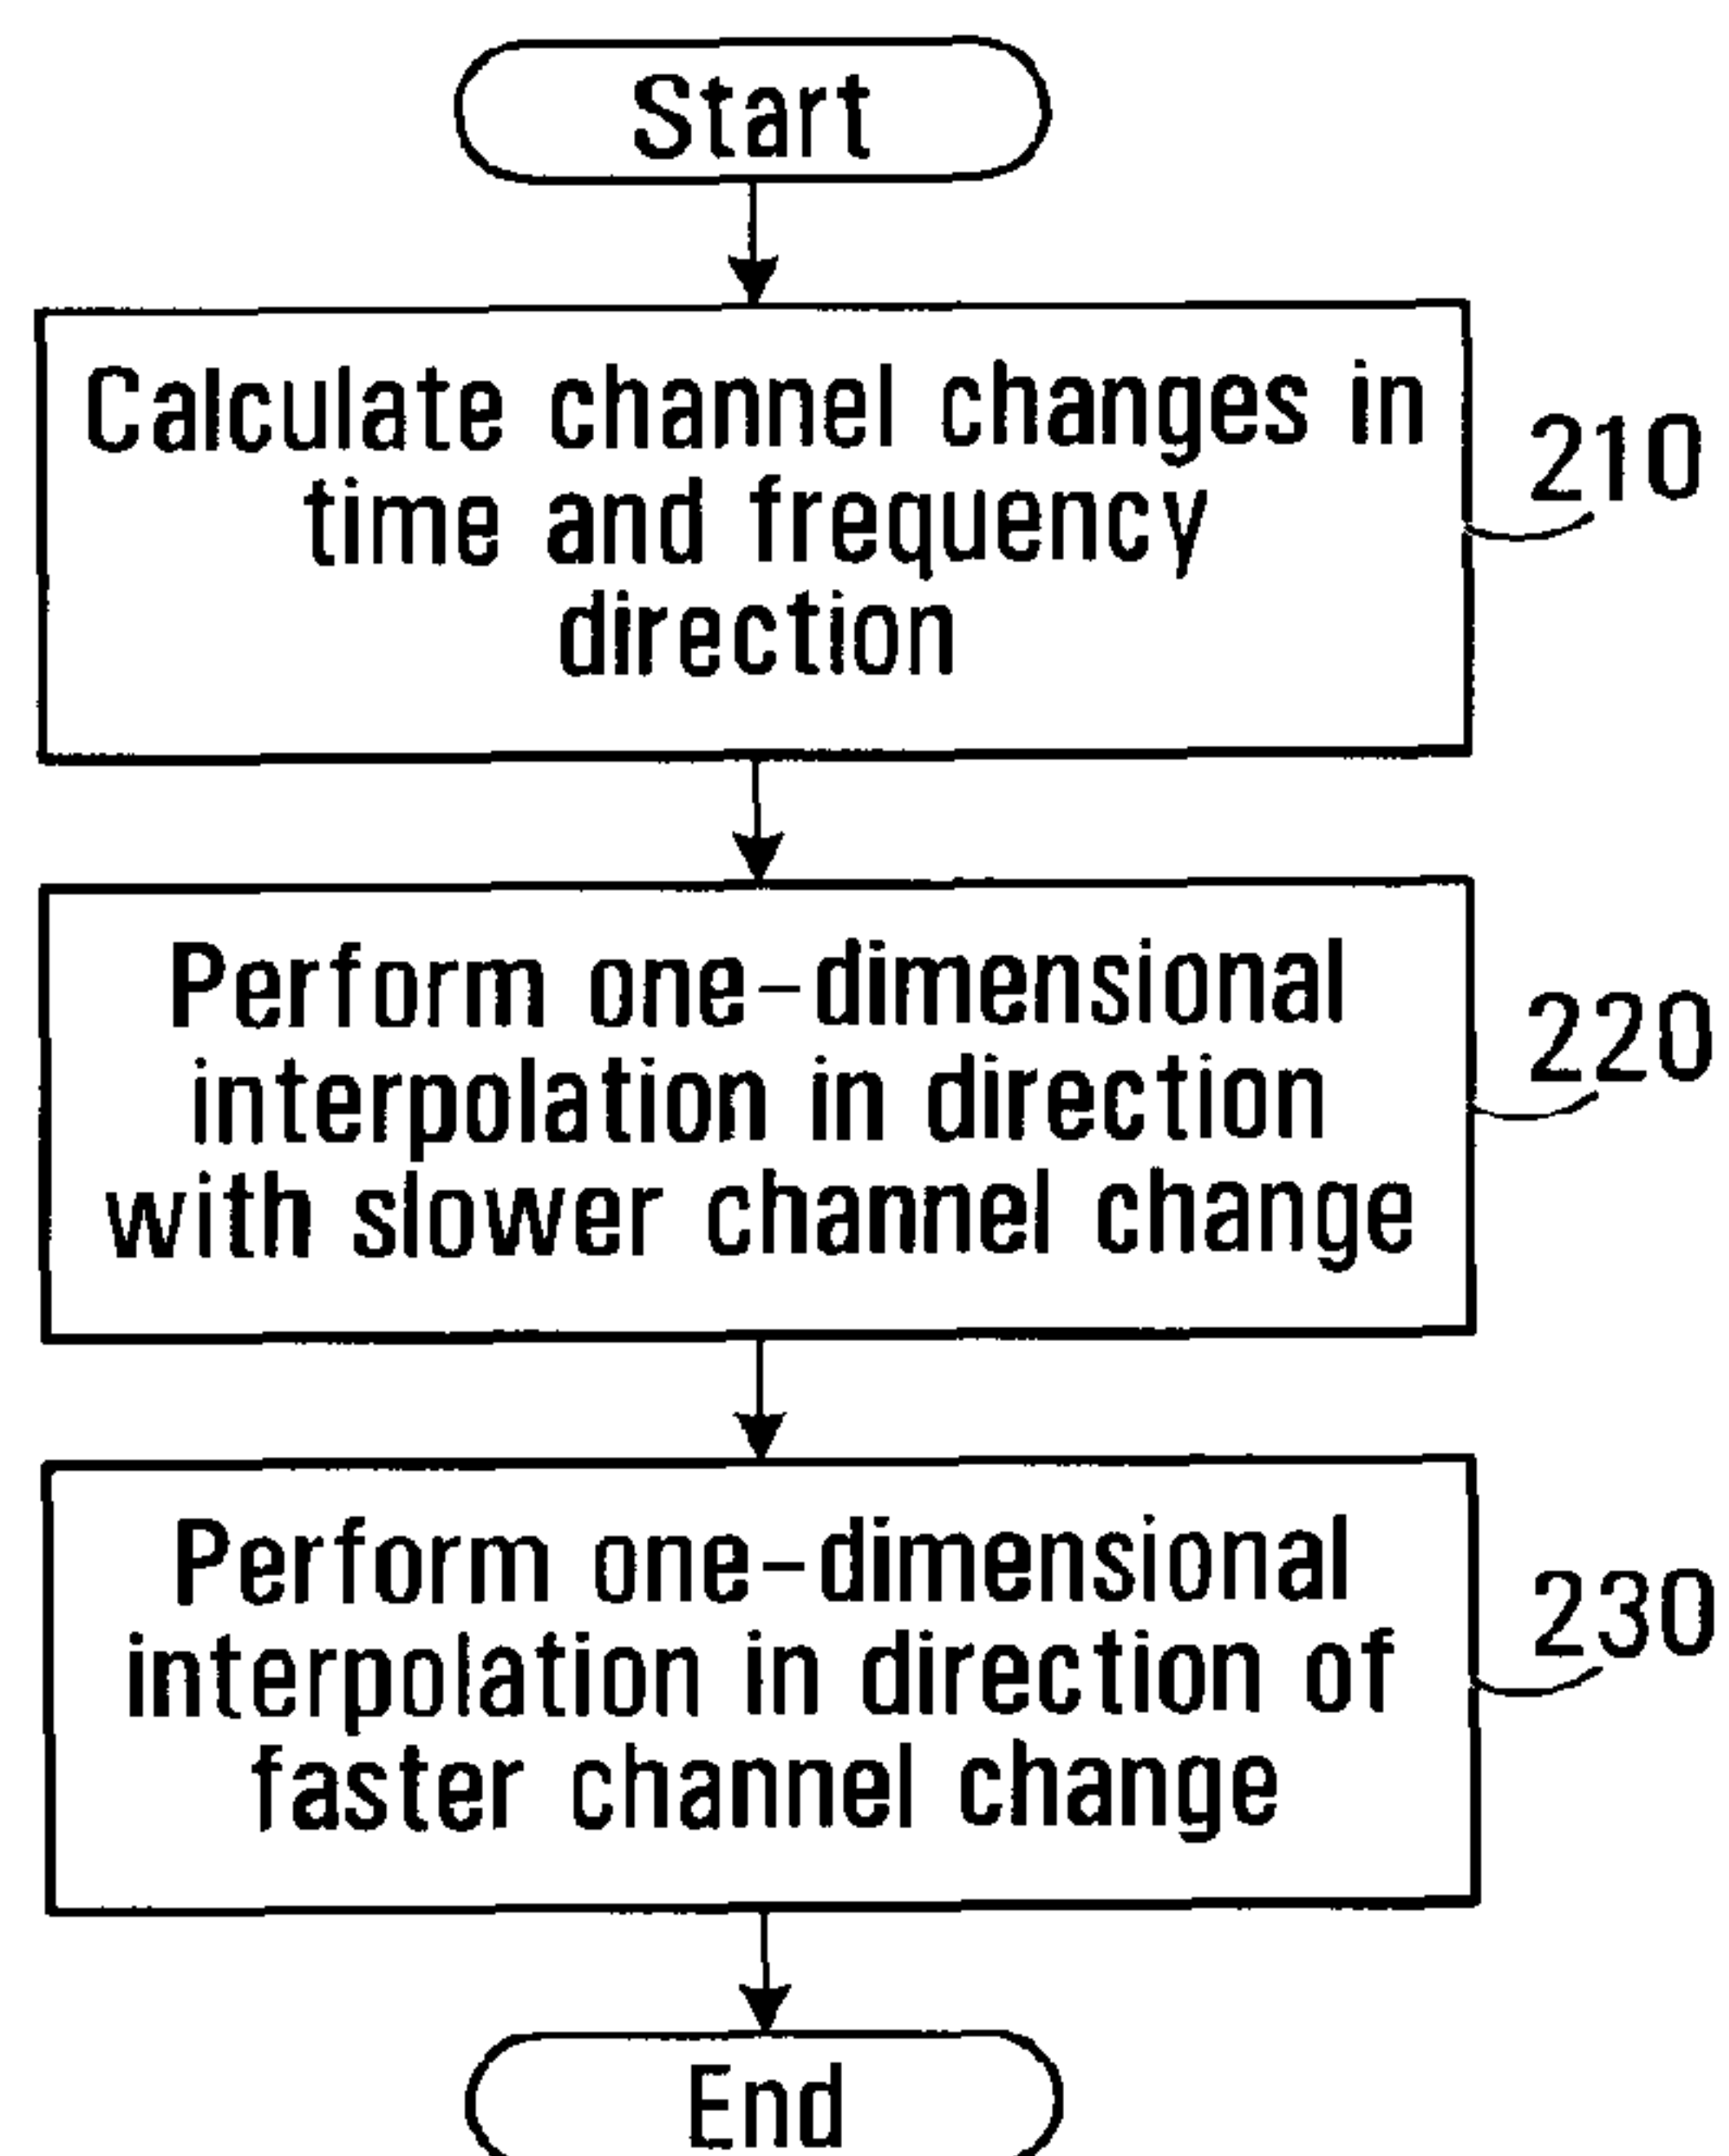 Start
Calculate channel changes in
time and frequency
direction
210
Perform one-dimensional
interpolation in direction
with slower channel change
220
Perform one-dimensional
interpolation in direction of
faster channel change
230
End